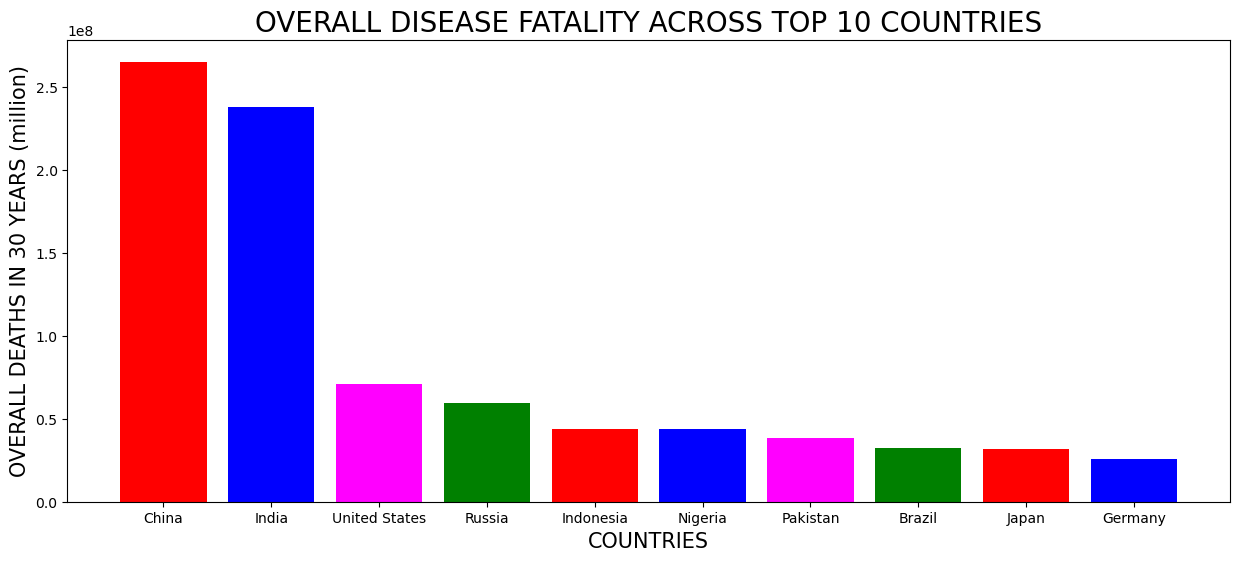 OVERALL DISEASE FATALITY ACROSS TOP 10 COUNTRIES
1e8
OVERALL DEATHS IN 30 YEARS (million)
2.5
2.0
1.5
1.0
0.5
0.0
China India United States Russia Indonesia Nigeria Pakistan Brazil Japan Germany
COUNTRIES